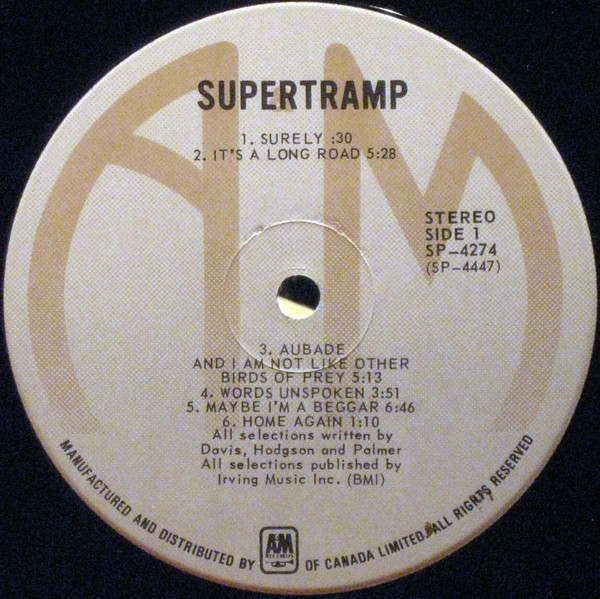 SUPERTRAMP
1. SURELY :30
2. IT'S A LONG ROAD 5:28
STEREO
SIDE 1
SP-4274
(SP-4447)
3. AUBADE
AND I AM NOT LIKE OTHER
BIRDS OF PREY 5:13
4. WORDS UNSPOKEN 3:51
5. MAYBE I'M A BEGGAR 6:46
6. HOME AGAIN 1:10
All selections written by
Davis, Hodgson and Palmer
All selections published by
Irving Music Inc. (BMI)
MANUFACTURED AND DISTRIBUTED BY A&M RECORDS OF CANADA LIMITED. ALL RIGHTS RESERVED
A&M